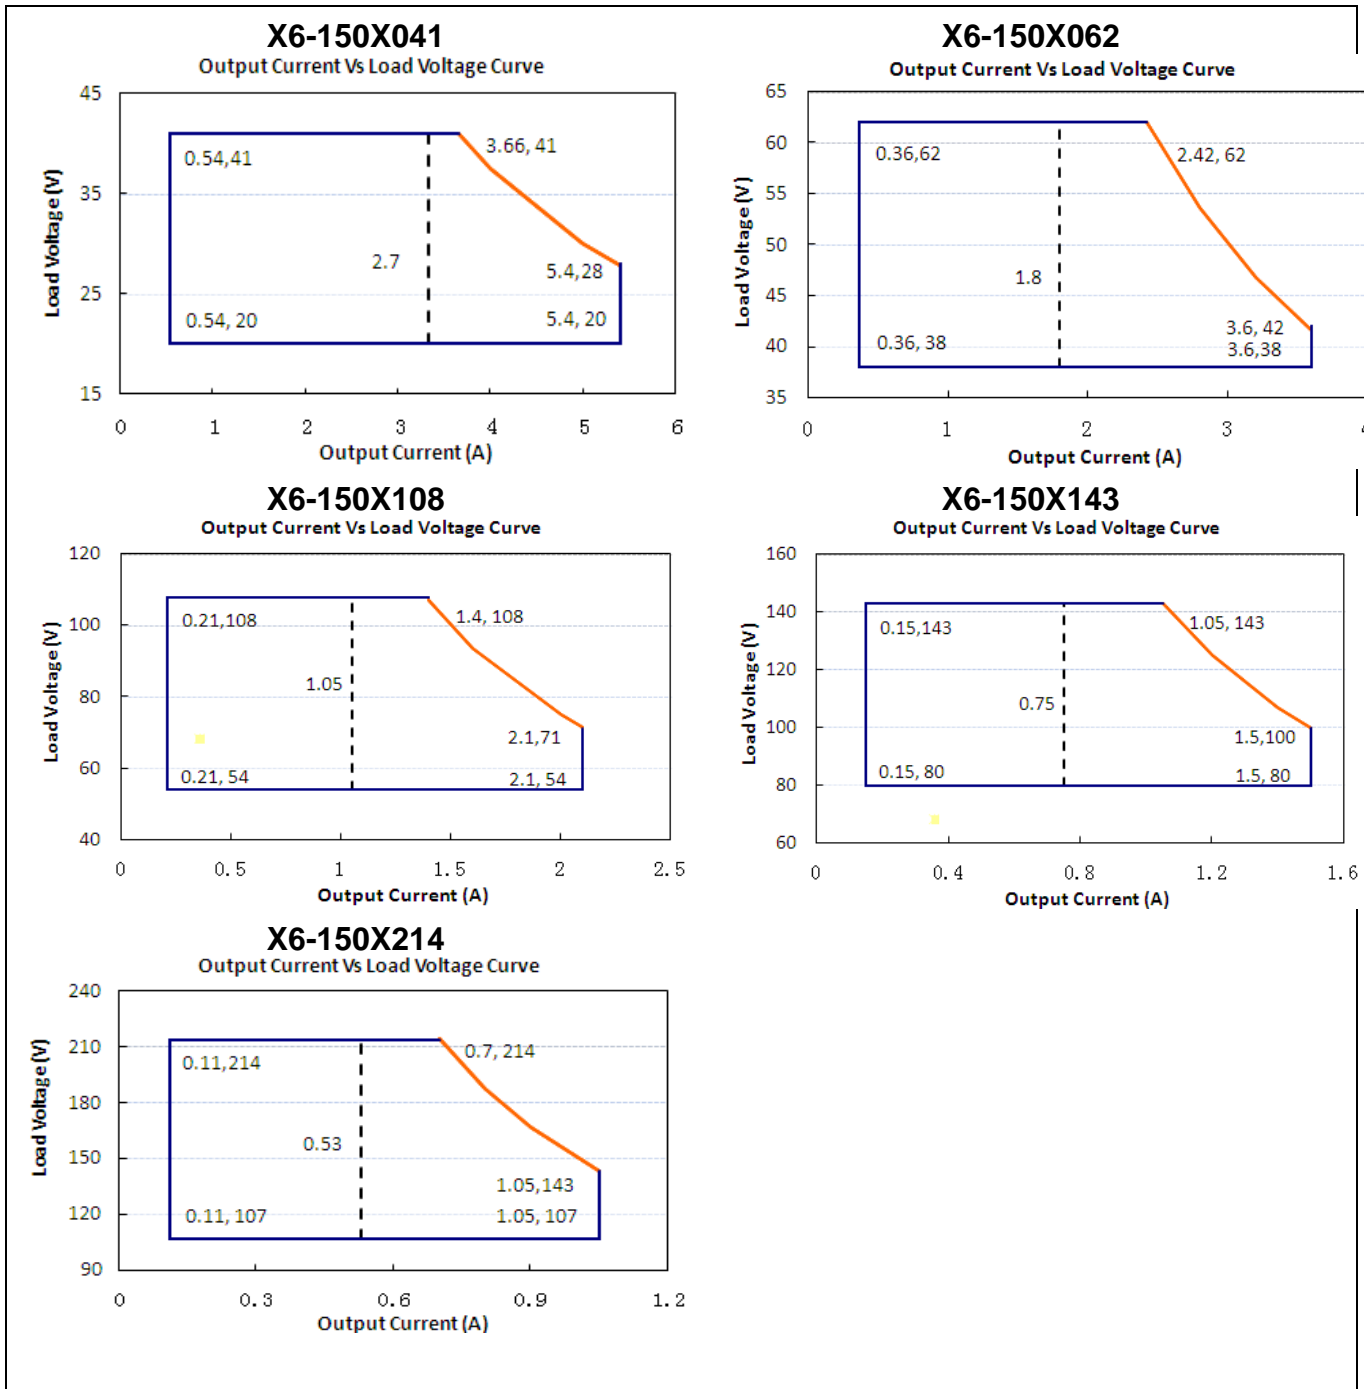 X6-150X041
Output Current Vs Load Voltage Curve
45
35
25
15
Load Voltage (V)
0.54,41
3.66, 41
2.7
5.4,28
0.54, 20
5.4, 20
0 1 2 3 4 5 6
Output Current (A)
X6-150X062
Output Current Vs Load Voltage Curve
65
60
55
50
45
40
35
Load Voltage (V)
0.36,62
2.42, 62
1.8
3.6, 42
0.36, 38
3.6,38
0 1 2 3
Output Current (A)
X6-150X108
Output Current Vs Load Voltage Curve
120
100
80
60
40
Load Voltage (V)
0.21,108
1.4, 108
1.05
2.1,71
0.21, 54
2.1, 54
0 0.5 1 1.5 2 2.5
Output Current (A)
X6-150X143
Output Current Vs Load Voltage Curve
160
140
120
100
80
60
Load Voltage (V)
0.15,143
1.05, 143
0.75
1.5,100
0.15, 80
1.5, 80
0 0.4 0.8 1.2 1.6
Output Current (A)
X6-150X214
Output Current Vs Load Voltage Curve
240
210
180
150
120
90
Load Voltage (V)
0.11,214
0.7, 214
0.53
1.05,143
0.11, 107
1.05, 107
0 0.3 0.6 0.9 1.2
Output Current (A)